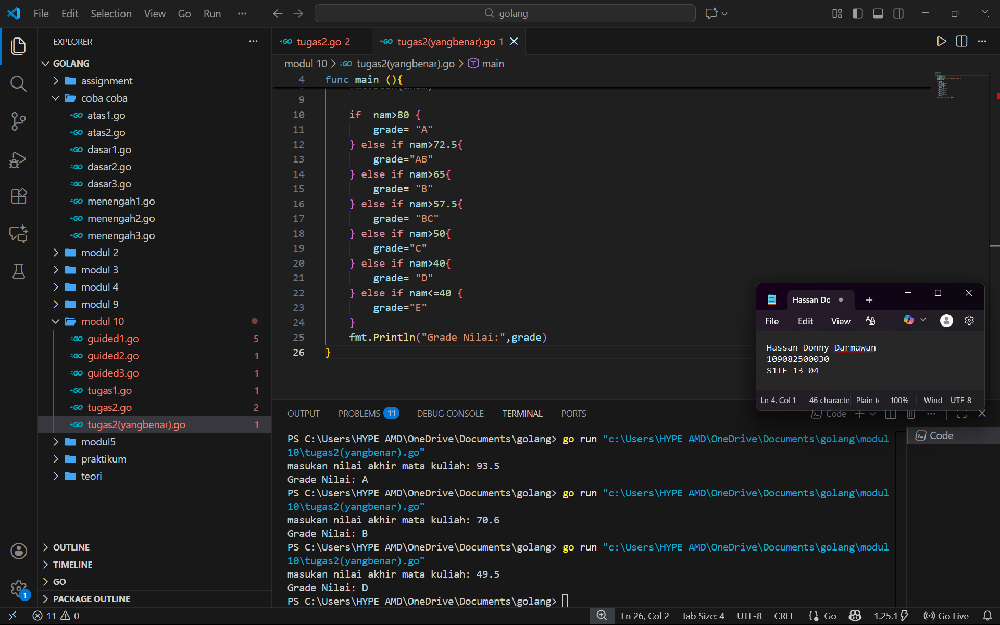 File Edit Selection View Go Run ··· golang
EXPLORER
GOLANG
assignment
coba coba
atas1.go
atas2.go
dasar1.go
dasar2.go
dasar3.go
menengah1.go
menengah2.go
menengah3.go
modul 2
modul 3
modul 4
modul 9
modul 10
guided1.go 5
guided2.go 1
guided3.go 1
tugas1.go 1
tugas2.go 2
tugas2(yangbenar).go 1
modul5
praktikum
teori
OUTLINE
TIMELINE
GO
PACKAGE OUTLINE
1
GO tugas2.go 2
GO tugas2(yangbenar).go 1
modul 10 > GO tugas2(yangbenar).go > main
4 func main (){
9
10 if  nam>80 {
11 grade= "A"
12 } else if nam>72.5{
13 grade="AB"
14 } else if nam>65{
15 grade= "B"
16 } else if nam>57.5{
17 grade= "BC"
18 } else if nam>50{
19 grade="C"
20 } else if nam>40{
21 grade= "D"
22 } else if nam<=40 {
23 grade="E"
24 }
25 fmt.Println("Grade Nilai:",grade)
26 }
Hassan Do
File Edit View
Hassan Donny Darmawan
109082500030
S1IF-13-04
Ln 4, Col 1 46 characte Plain t 100% Wind UTF-8
OUTPUT PROBLEMS 11 DEBUG CONSOLE TERMINAL PORTS
Code
Code
PS C:\Users\HYPE AMD\OneDrive\Documents\golang> go run "c:\Users\HYPE AMD\OneDrive\Documents\golang\modul
10\tugas2(yangbenar).go"
masukan nilai akhir mata kuliah: 93.5
Grade Nilai: A
PS C:\Users\HYPE AMD\OneDrive\Documents\golang> go run "c:\Users\HYPE AMD\OneDrive\Documents\golang\modul
10\tugas2(yangbenar).go"
masukan nilai akhir mata kuliah: 70.6
Grade Nilai: B
PS C:\Users\HYPE AMD\OneDrive\Documents\golang> go run "c:\Users\HYPE AMD\OneDrive\Documents\golang\modul
10\tugas2(yangbenar).go"
masukan nilai akhir mata kuliah: 49.5
Grade Nilai: D
PS C:\Users\HYPE AMD\OneDrive\Documents\golang>
11 0 Ln 26, Col 2 Tab Size: 4 UTF-8 CRLF {} Go 1.25.1 Go Live